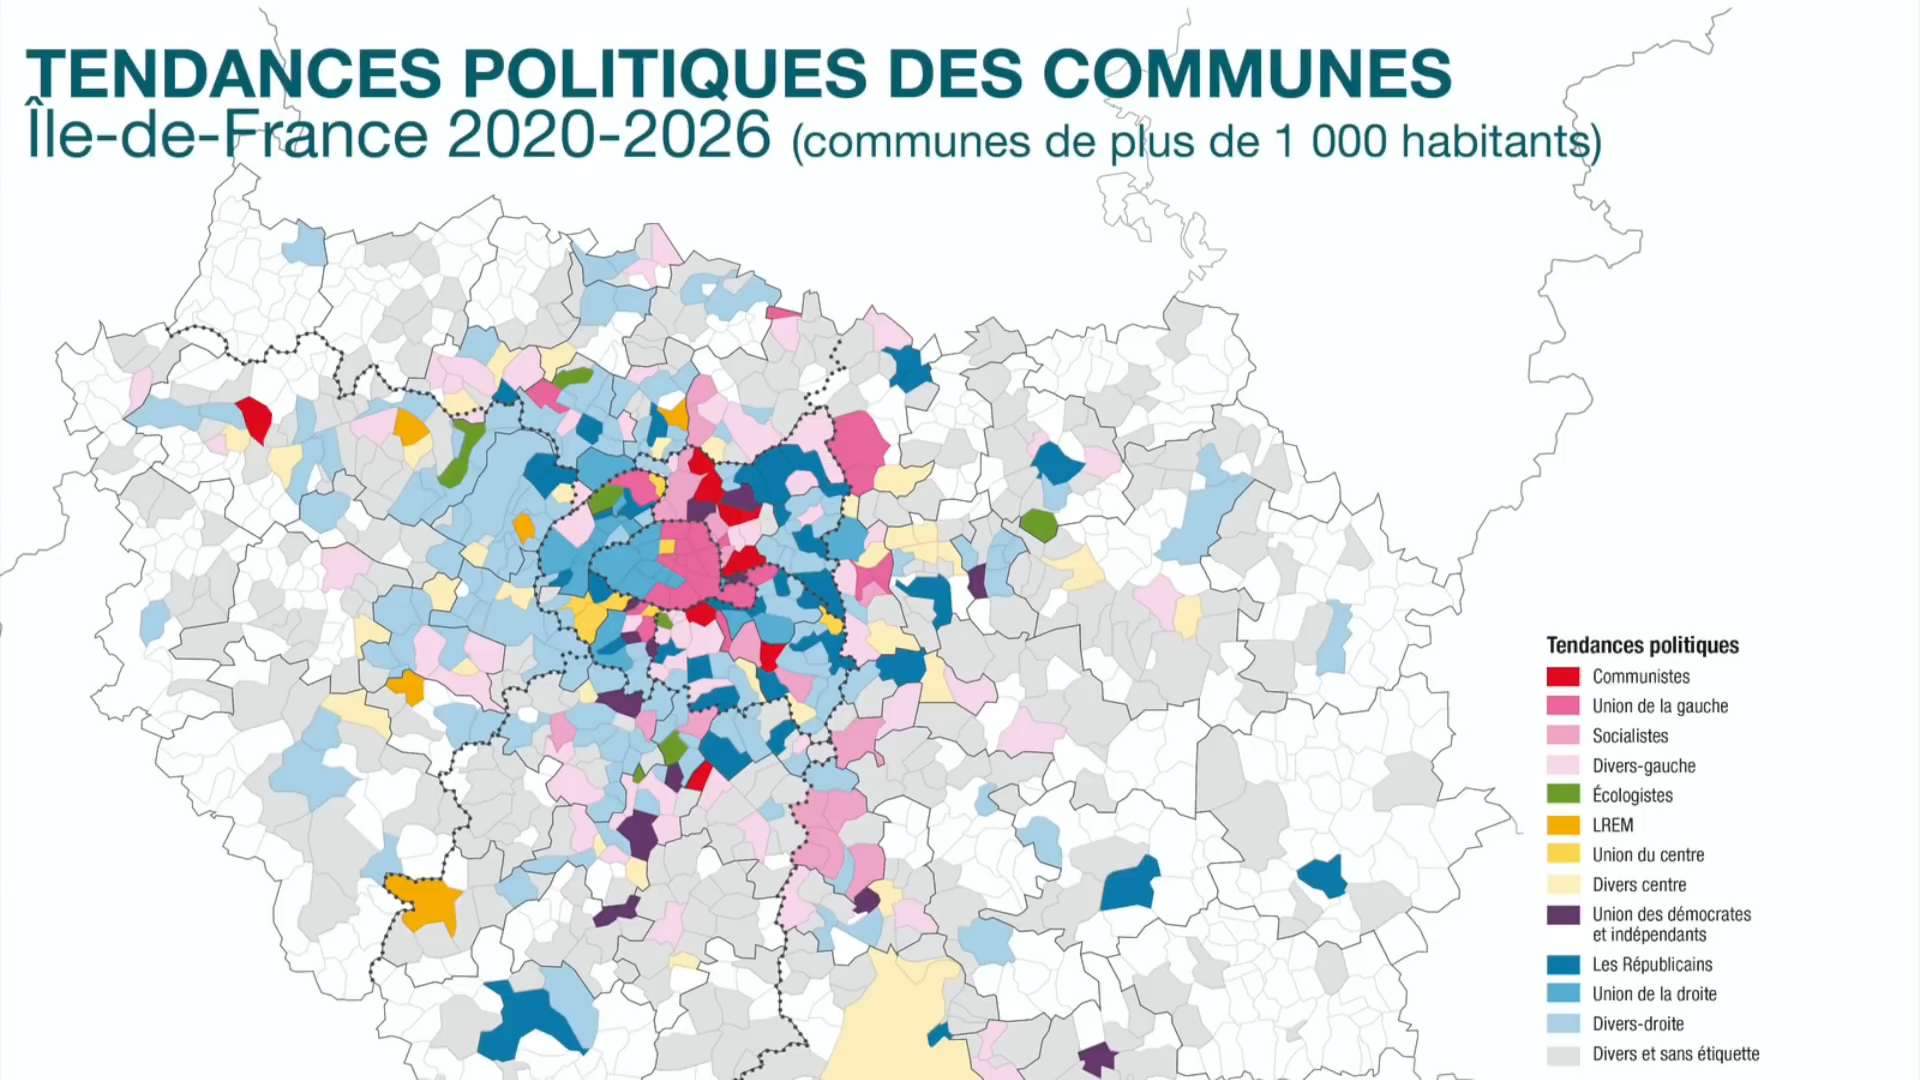 TENDANCES POLITIQUES DES COMMUNES
Île-de-France 2020-2026 (communes de plus de 1 000 habitants)
Tendances politiques
Communistes
Union de la gauche
Socialistes
Divers-gauche
Écologistes
LREM
Union du centre
Divers centre
Union des démocrates
et indépendants
Les Républicains
Union de la droite
Divers-droite
Divers et sans étiquette